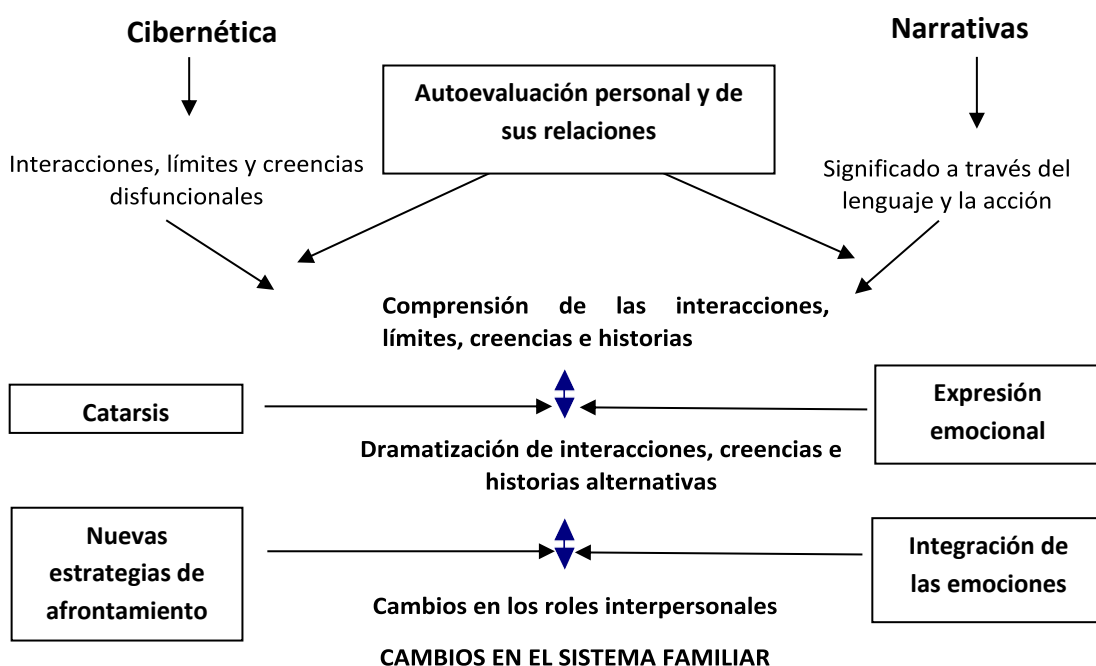 Cibernética
Narrativas
Autoevaluación personal y de
sus relaciones
Interacciones, límites y creencias
disfuncionales
Significado a través del
lenguaje y la acción
Comprensión de las interacciones,
límites, creencias e historias
Catarsis
Expresión
emocional
Dramatización de interacciones, creencias e
historias alternativas
Nuevas
estrategias de
afrontamiento
Integración de
las emociones
Cambios en los roles interpersonales
CAMBIOS EN EL SISTEMA FAMILIAR